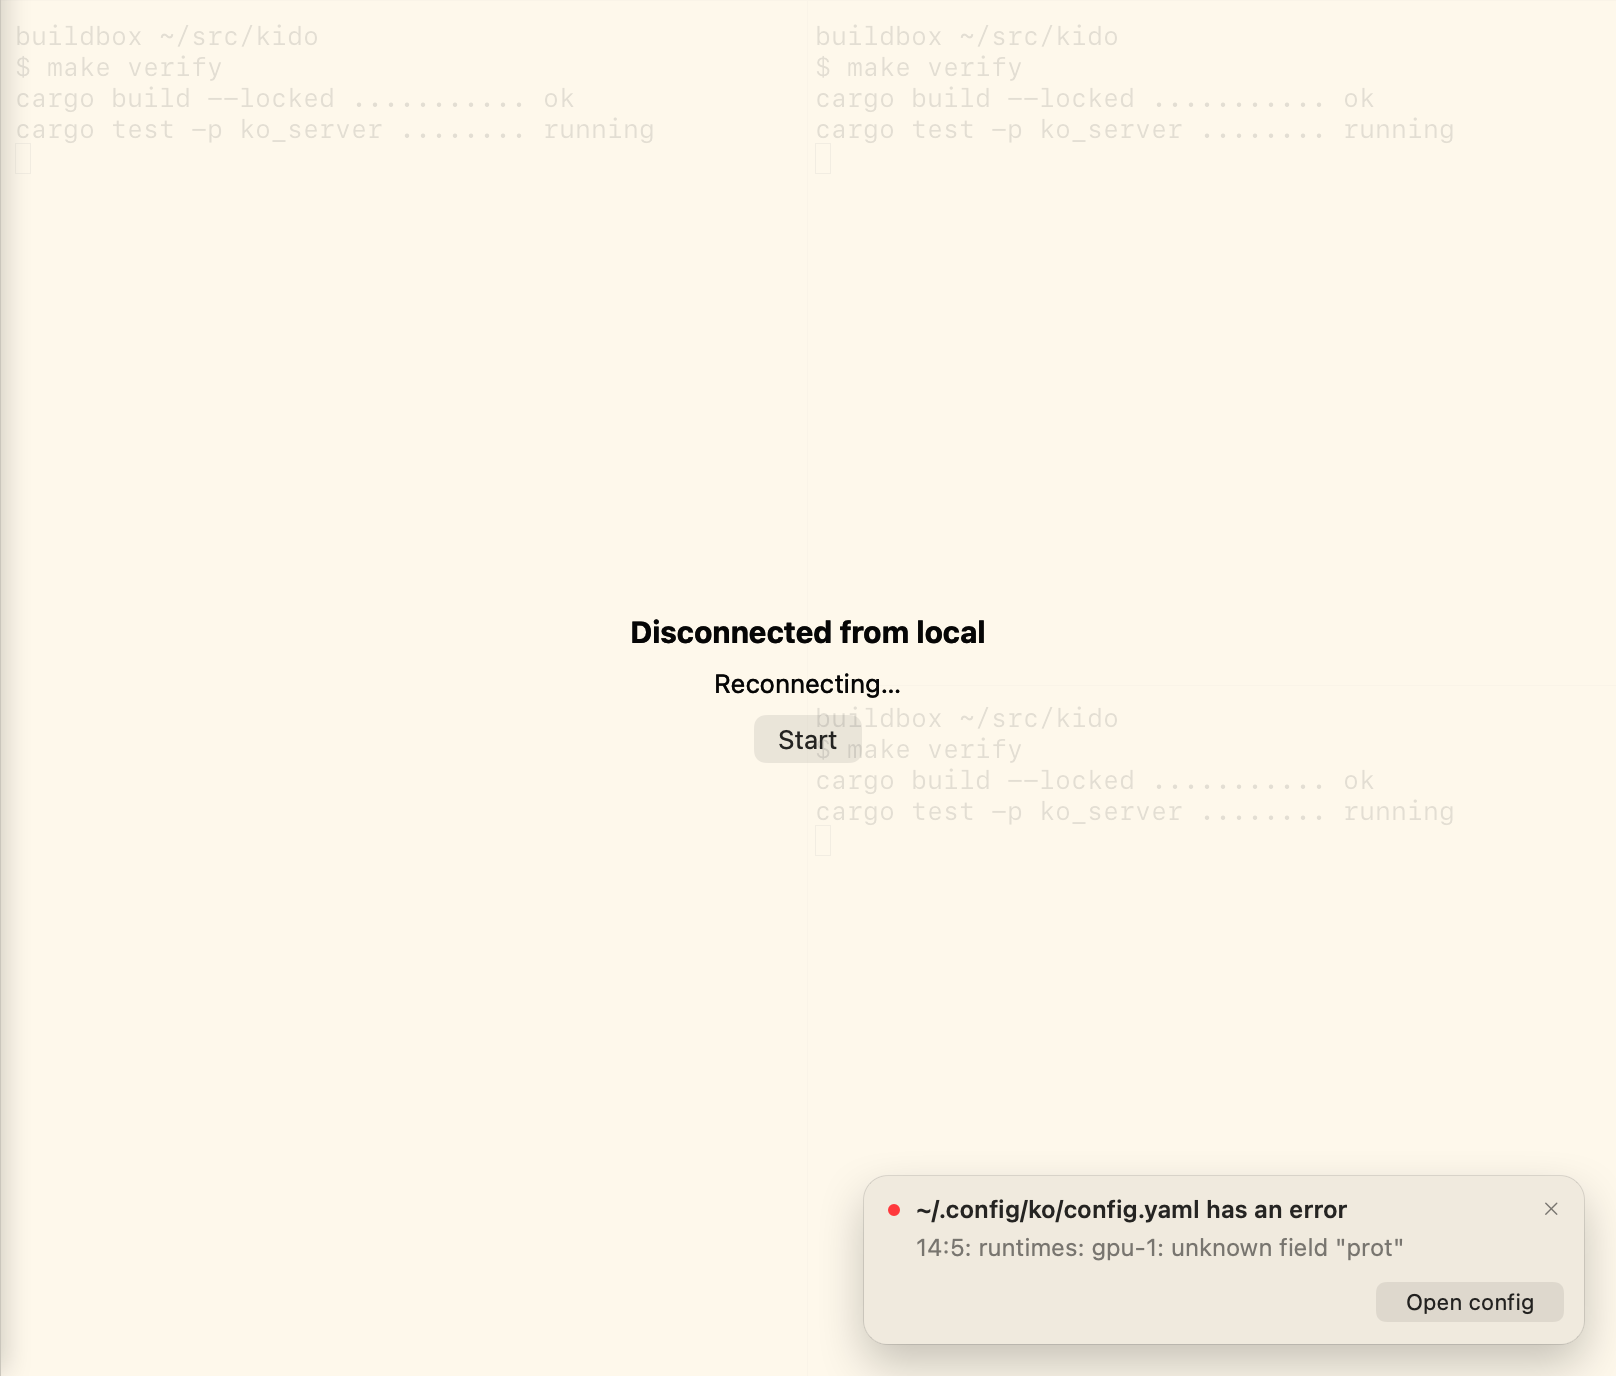 buildbox ~/src/kido
$ make verify
cargo build --locked ........... ok
cargo test -p ko_server ........ running
buildbox ~/src/kido
$ make verify
cargo build --locked ........... ok
cargo test -p ko_server ........ running
Disconnected from local
Reconnecting...
Start
buildbox ~/src/kido
$ make verify
cargo build --locked ........... ok
cargo test -p ko_server ........ running
~/.config/ko/config.yaml has an error
14:5: runtimes: gpu-1: unknown field "prot"
Open config